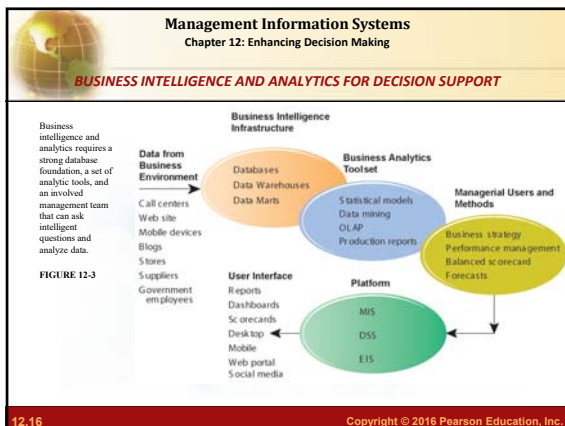 Management Information Systems
Chapter 12: Enhancing Decision Making
BUSINESS INTELLIGENCE AND ANALYTICS FOR DECISION SUPPORT
Business
intelligence and
analytics requires a
strong database
foundation, a set of
analytic tools, and
an involved
management team
that can ask
intelligent
questions and
analyze data.
FIGURE 12-3
Business Intelligence
Infrastructure
Data from
Business
Environment
Call centers
Web site
Mobile devices
Blogs
Stores
Suppliers
Government
employees
Databases
Data Warehouses
Data Marts
Business Analytics
Toolset
Statistical models
Data mining
OLAP
Production reports
Managerial Users and
Methods
Business strategy
Performance management
Balanced scorecard
Forecasts
User Interface
Reports
Dashboards
Scorecards
Desktop
Mobile
Web portal
Social media
Platform
MIS
DSS
EIS
12.16
Copyright © 2016 Pearson Education, Inc.